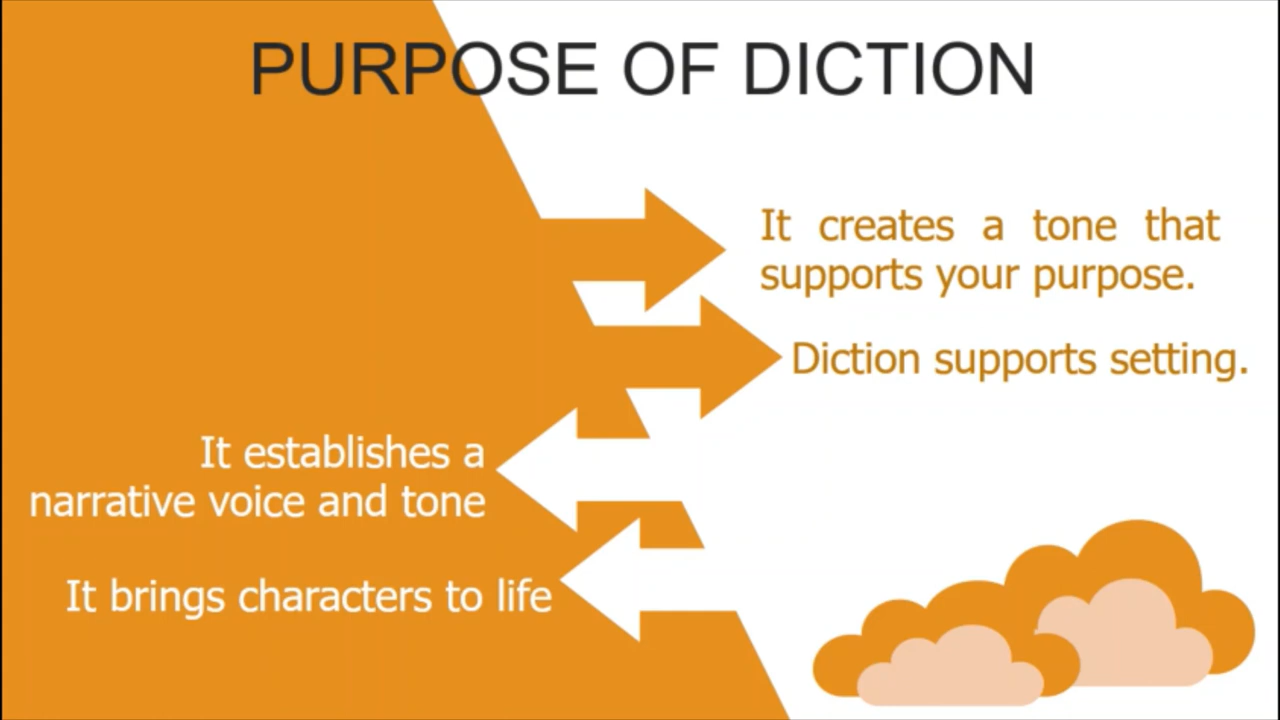 PURPOSE OF DICTION
It creates a tone that
supports your purpose.
Diction supports setting.
It establishes a
narrative voice and tone
It brings characters to life